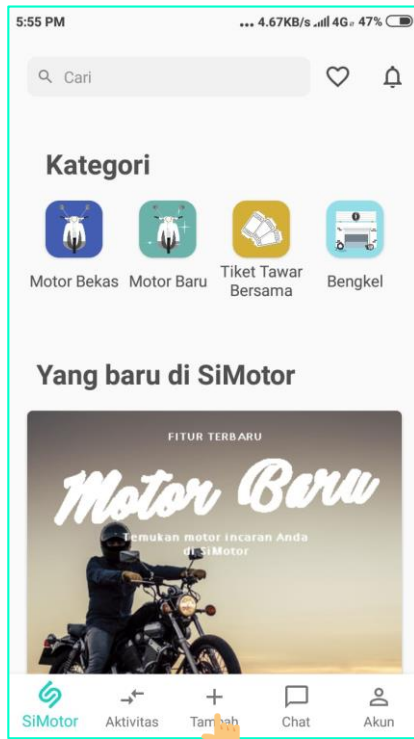 5:55 PM
... 4.67KB/s 4G 47%
Cari
Kategori
Motor Bekas
Motor Baru
Tiket Tawar
Bersama
Bengkel
Yang baru di SiMotor
FITUR TERBARU
Motor Baru
Temukan motor incaran Anda
di SiMotor
SiMotor
Aktivitas
Tambah
Chat
Akun